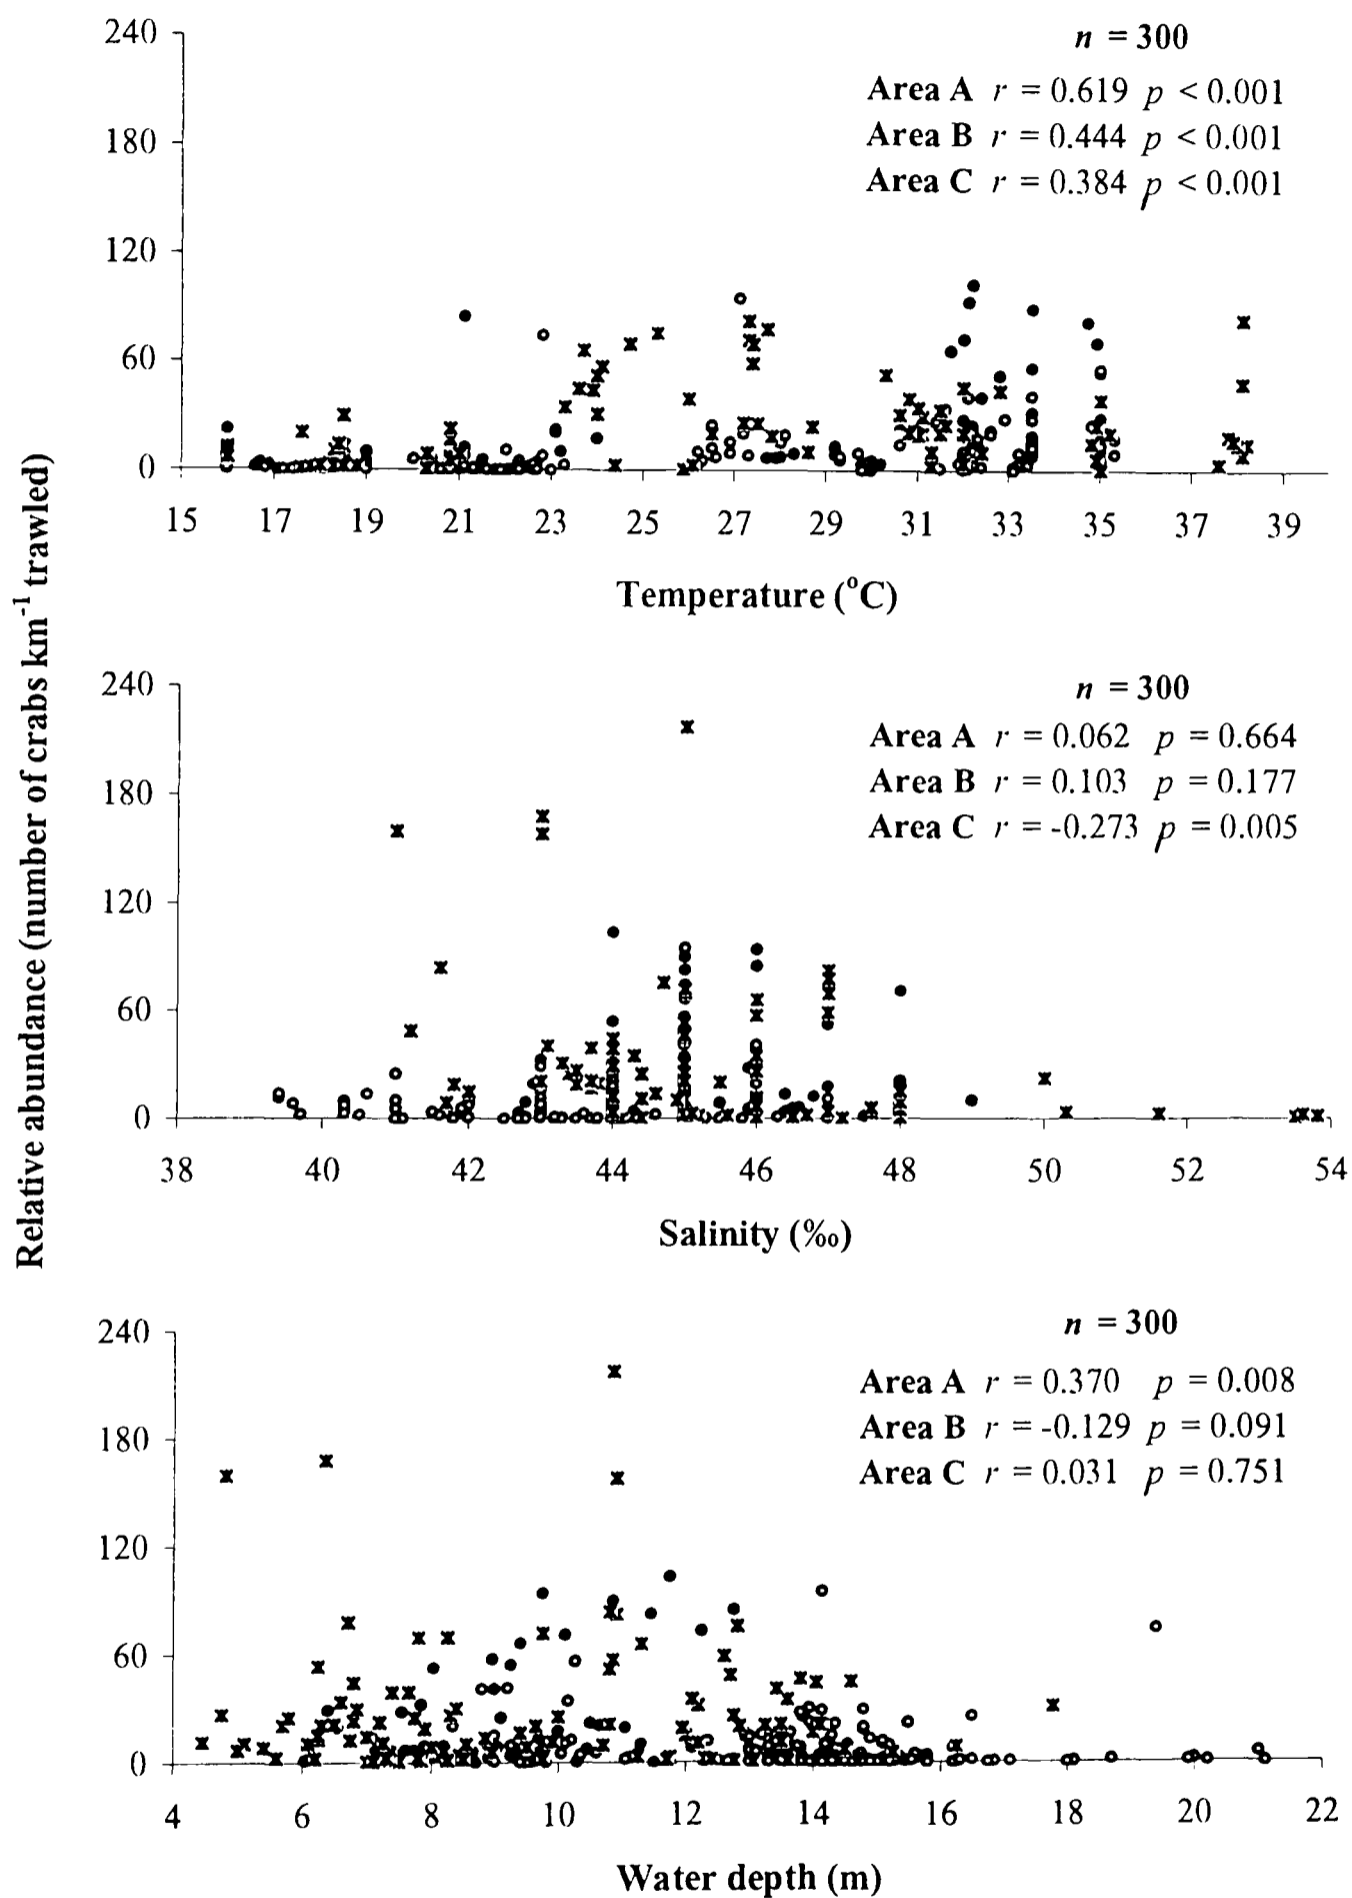 Relative abundance (number of crabs km⁻¹ trawled)
240
180
120
60
0
n = 300
Area A r = 0.619 p < 0.001
Area B r = 0.444 p < 0.001
Area C r = 0.384 p < 0.001
15 17 19 21 23 25 27 29 31 33 35 37 39
Temperature (°C)
240
180
120
60
0
n = 300
Area A r = 0.062 p = 0.664
Area B r = 0.103 p = 0.177
Area C r = -0.273 p = 0.005
38 40 42 44 46 48 50 52 54
Salinity (‰)
240
180
120
60
0
n = 300
Area A r = 0.370 p = 0.008
Area B r = -0.129 p = 0.091
Area C r = 0.031 p = 0.751
4 6 8 10 12 14 16 18 20 22
Water depth (m)